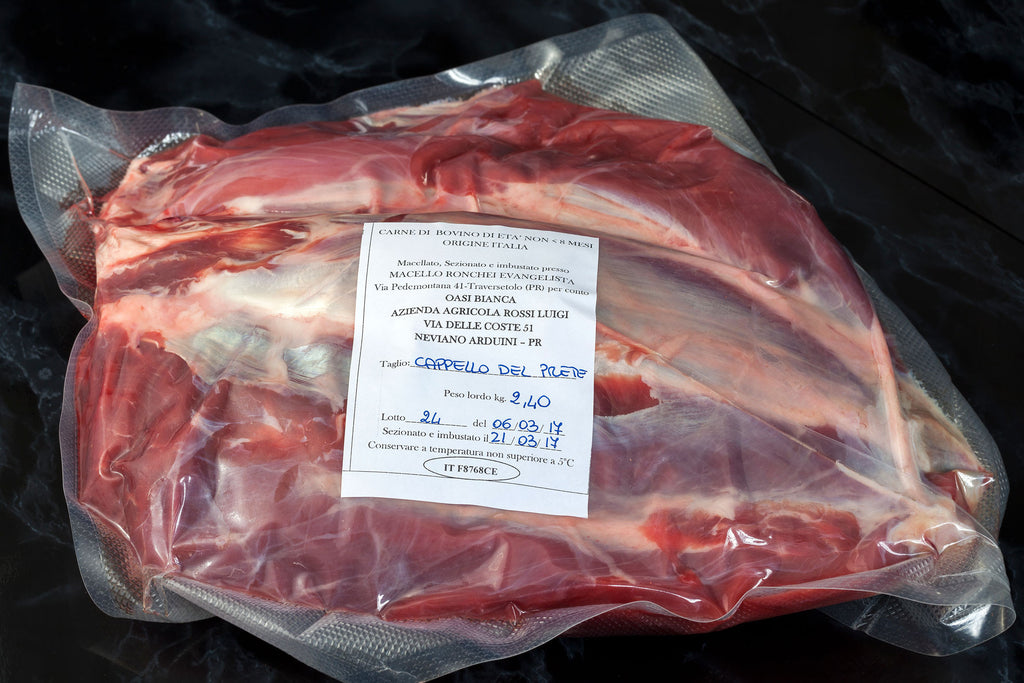 CARNE DI BOVINO DI ETA' NON < 8 MESI
ORIGINE ITALIA
Macellato, Sezionato e imbustato presso
MACELLO RONCHEI EVANGELISTA
Via Pedemontana 41-Traversetolo (PR) per conto
OASI BIANCA
AZIENDA AGRICOLA ROSSI LUIGI
VIA DELLE COSTE 51
NEVIANO ARDUINI – PR
Taglio: CAPPELLO DEL PRETE
Peso lordo kg. 2,40
Lotto 24 del 06/03/17
Sezionato e imbustato il 21/03/17
Conservare a temperatura non superiore a 5°C
IT F8768CE